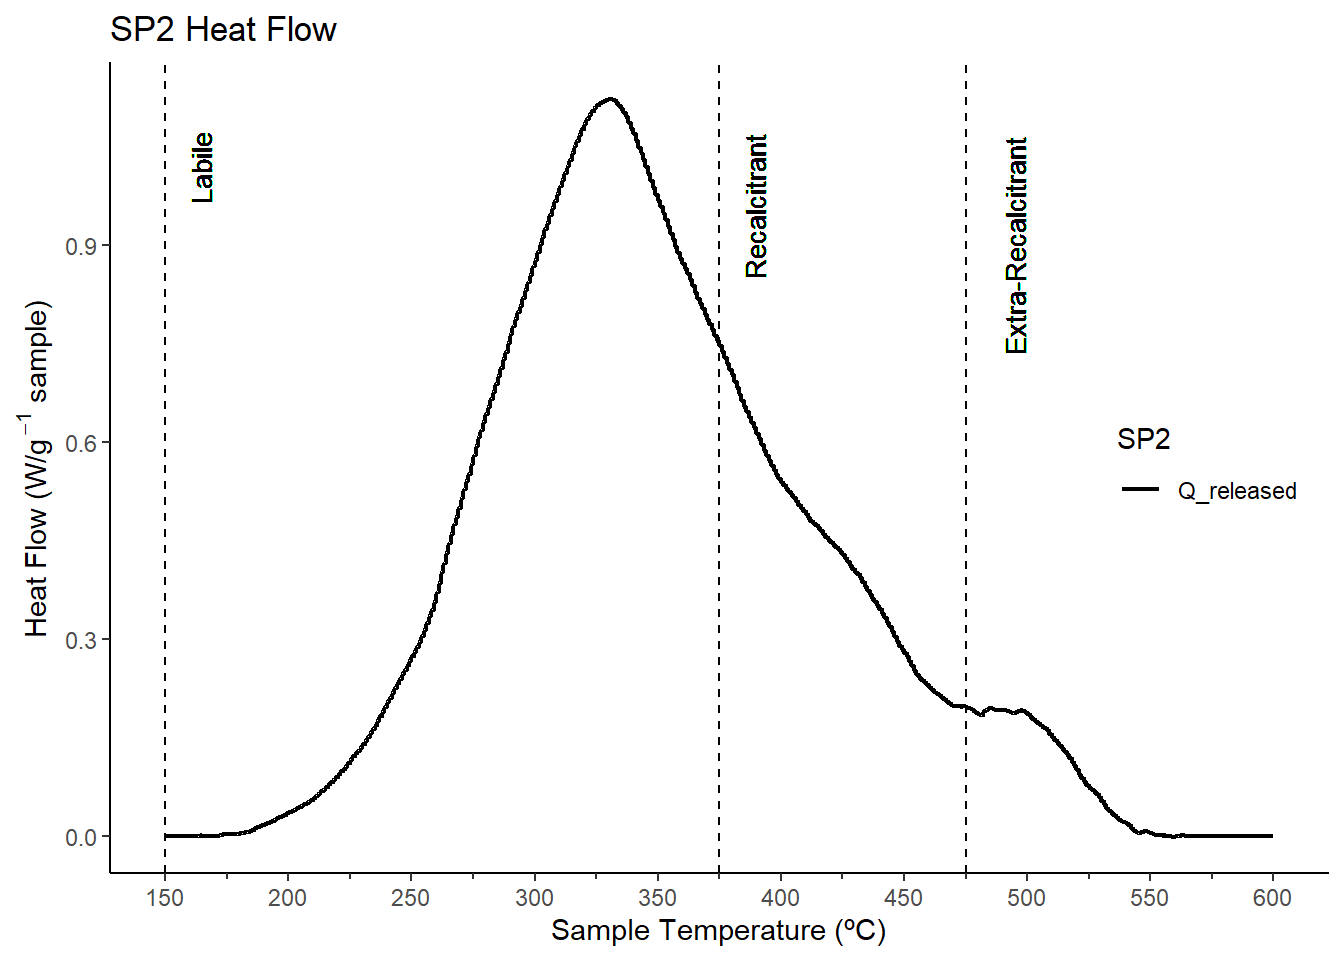 SP2 Heat Flow
Labile
Recalcitrant
Extra-Recalcitrant
Heat Flow (W/g⁻¹ sample)
0.9
0.6
0.3
0.0
SP2
Q_released
150 200 250 300 350 400 450 500 550 600
Sample Temperature (ºC)